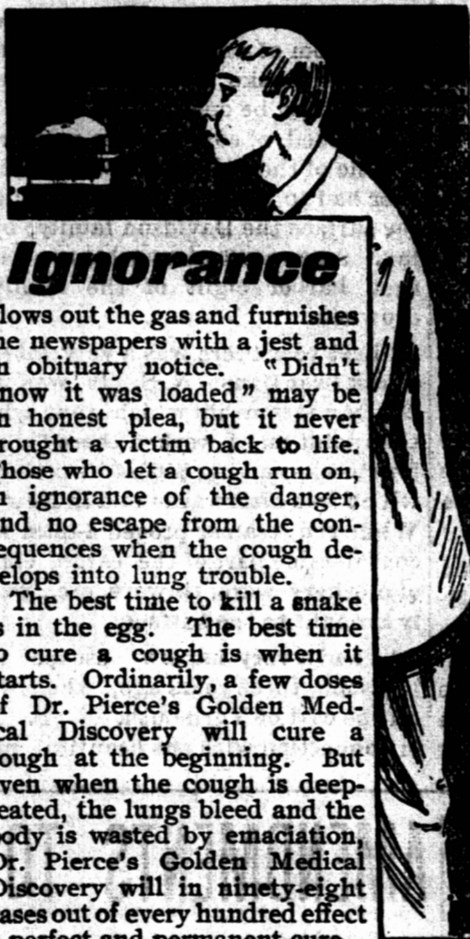 Ignorance
lows out the gas and furnishes
he newspapers with a jest and
n obituary notice. “Didn't
now it was loaded” may be
n honest plea, but it never
rought a victim back to life.
hose who let a cough run on,
n ignorance of the danger,
nd no escape from the con-
equences when the cough de-
elops into lung trouble.
The best time to kill a snake
s in the egg. The best time
o cure a cough is when it
tarts. Ordinarily, a few doses
f Dr. Pierce's Golden Med-
cal Discovery will cure a
ough at the beginning. But
ven when the cough is deep-
eated, the lungs bleed and the
ody is wasted by emaciation,
Dr. Pierce's Golden Medical
Discovery will in ninety-eight
ases out of every hundred effect
perfect and permanent cure.